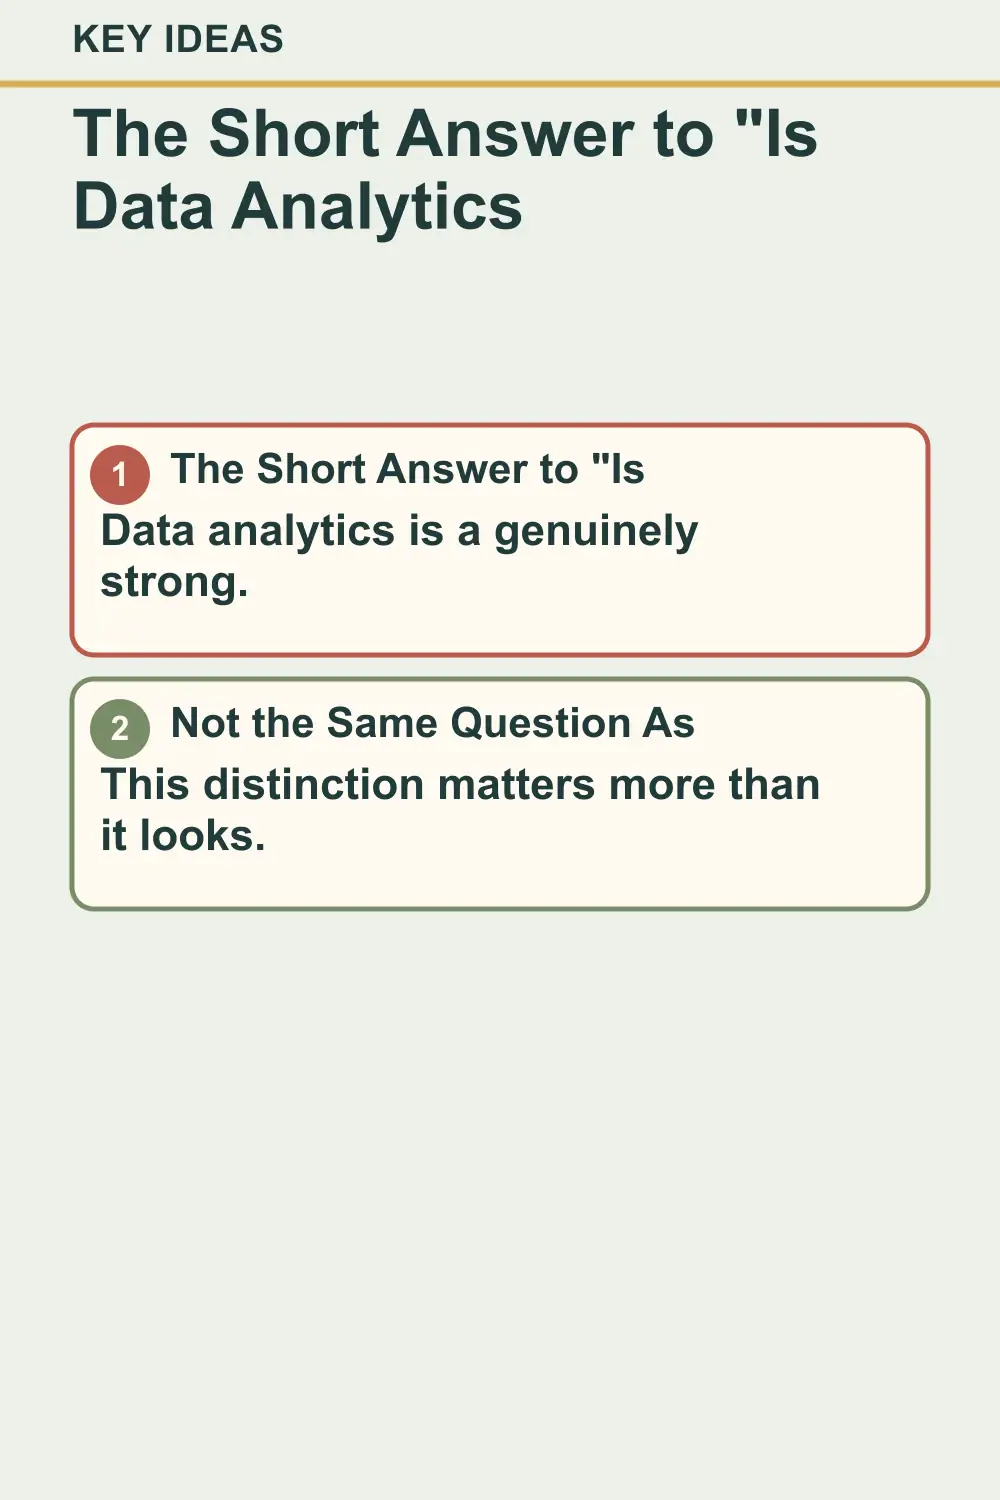 KEY IDEAS
The Short Answer to "Is
Data Analytics
1
The Short Answer to "Is
Data analytics is a genuinely
strong.
2
Not the Same Question As
This distinction matters more than
it looks.